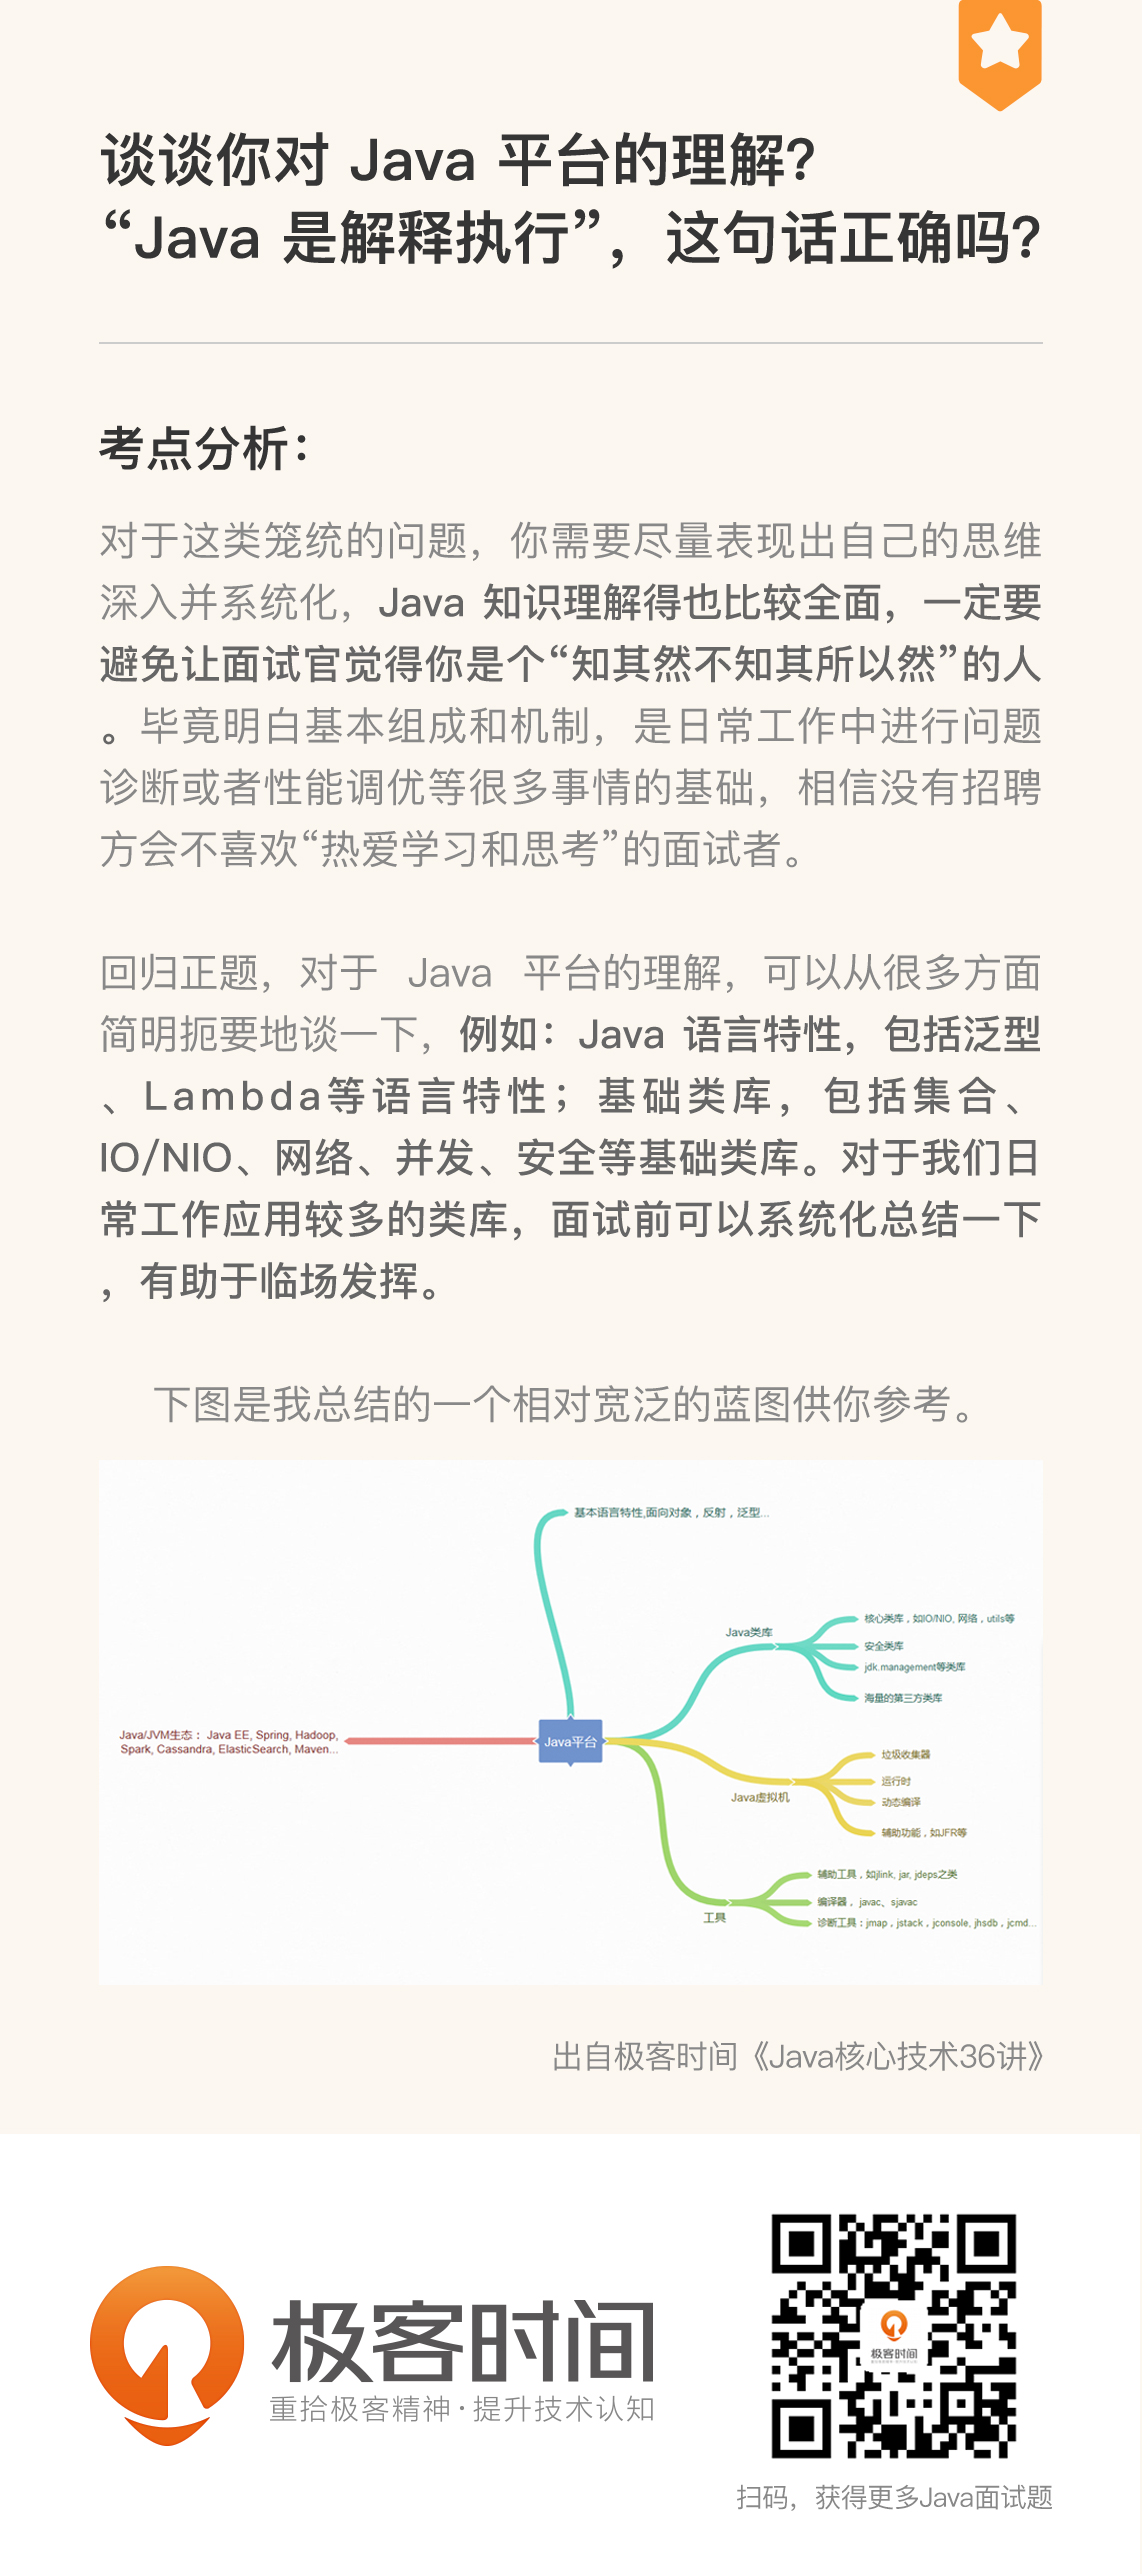 谈谈你对 Java 平台的理解?
“Java 是解释执行”，这句话正确吗?
考点分析：
对于这类笼统的问题，你需要尽量表现出自己的思维
深入并系统化，Java 知识理解得也比较全面，一定要
避免让面试官觉得你是个“知其然不知其所以然”的人
。毕竟明白基本组成和机制，是日常工作中进行问题
诊断或者性能调优等很多事情的基础，相信没有招聘
方会不喜欢“热爱学习和思考”的面试者。
回归正题，对于 Java 平台的理解，可以从很多方面
简明扼要地谈一下，例如：Java 语言特性，包括泛型
、Lambda等语言特性；基础类库，包括集合、
IO/NIO、网络、并发、安全等基础类库。对于我们日
常工作应用较多的类库，面试前可以系统化总结一下
，有助于临场发挥。
下图是我总结的一个相对宽泛的蓝图供你参考。
基本语言特性,面向对象，反射，泛型...
Java类库
核心类库，如IO/NIO, 网络，utils等
安全类库
jdk.management等类库
海量的第三方类库
Java/JVM生态： Java EE, Spring, Hadoop,
Spark, Cassandra, ElasticSearch, Maven...
Java平台
Java虚拟机
垃圾收集器
运行时
动态编译
辅助功能，如JFR等
工具
辅助工具，如jlink, jar, jdeps之类
编译器，javac、sjavac
诊断工具：jmap，jstack，jconsole, jhsdb，jcmd...
出自极客时间《Java核心技术36讲》
极客时间
重拾极客精神·提升技术认知
极客时间
扫码，获得更多Java面试题